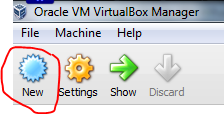 Oracle VM VirtualBox Manager
File Machine Help
New Settings Show Discard